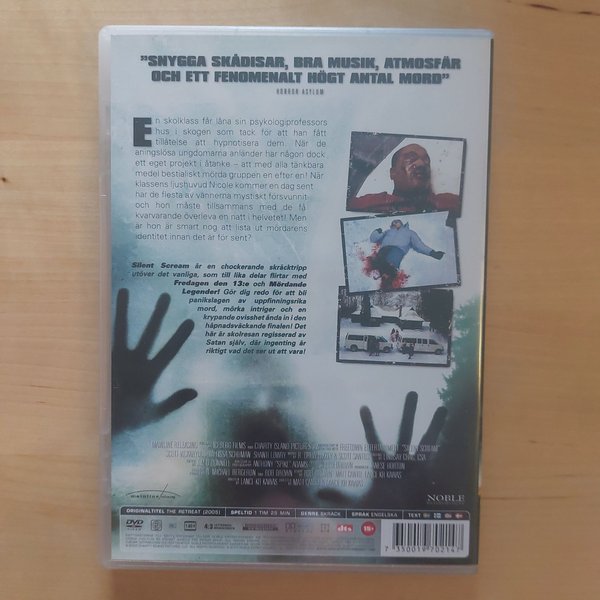 "SNYGGA SKÅDISAR, BRA MUSIK, ATMOSFÄR
OCH ETT FENOMENALT HÖGT ANTAL MORD"
HORROR ASYLUM
En skolklass får låna sin psykologiprofessors
hus i skogen som tack för att han fått
tillåtelse att hypnotisera dem. När de
aningslösa ungdomarna anländer har någon dock
ett eget projekt i åtanke – att med alla tänkbara
medel bestialiskt mörda gruppen en efter en! När
klassens ljushuvud Nicole kommer en dag sent
har de flesta av vännerna mystiskt försvunnit
och hon måste tillsammans med de få
kvarvarande överleva en natt i helvetet! Men
är hon är smart nog att lista ut mördarens
identitet innan det är för sent?
Silent Scream är en chockerande skräcktripp
utöver det vanliga, som till lika delar flirtar med
Fredagen den 13:e och Mördande
Legender! Gör dig redo för att bli
panikslagen av uppfinningsrika
mord, mörka intriger och en
krypande ovisshet ända in i den
häpnadsväckande finalen! Det
här är skolresan regisserad av
Satan själv, där ingenting är
riktigt vad det ser ut att vara!
NOBLE
ORIGINALTITEL THE RETREAT (2005) SPELTID 1 TIM 25 MIN GENRE SKRÄCK SPRÅK ENGELSKA TEXT
DVD 4:3 dts 15+
7 350019 702147